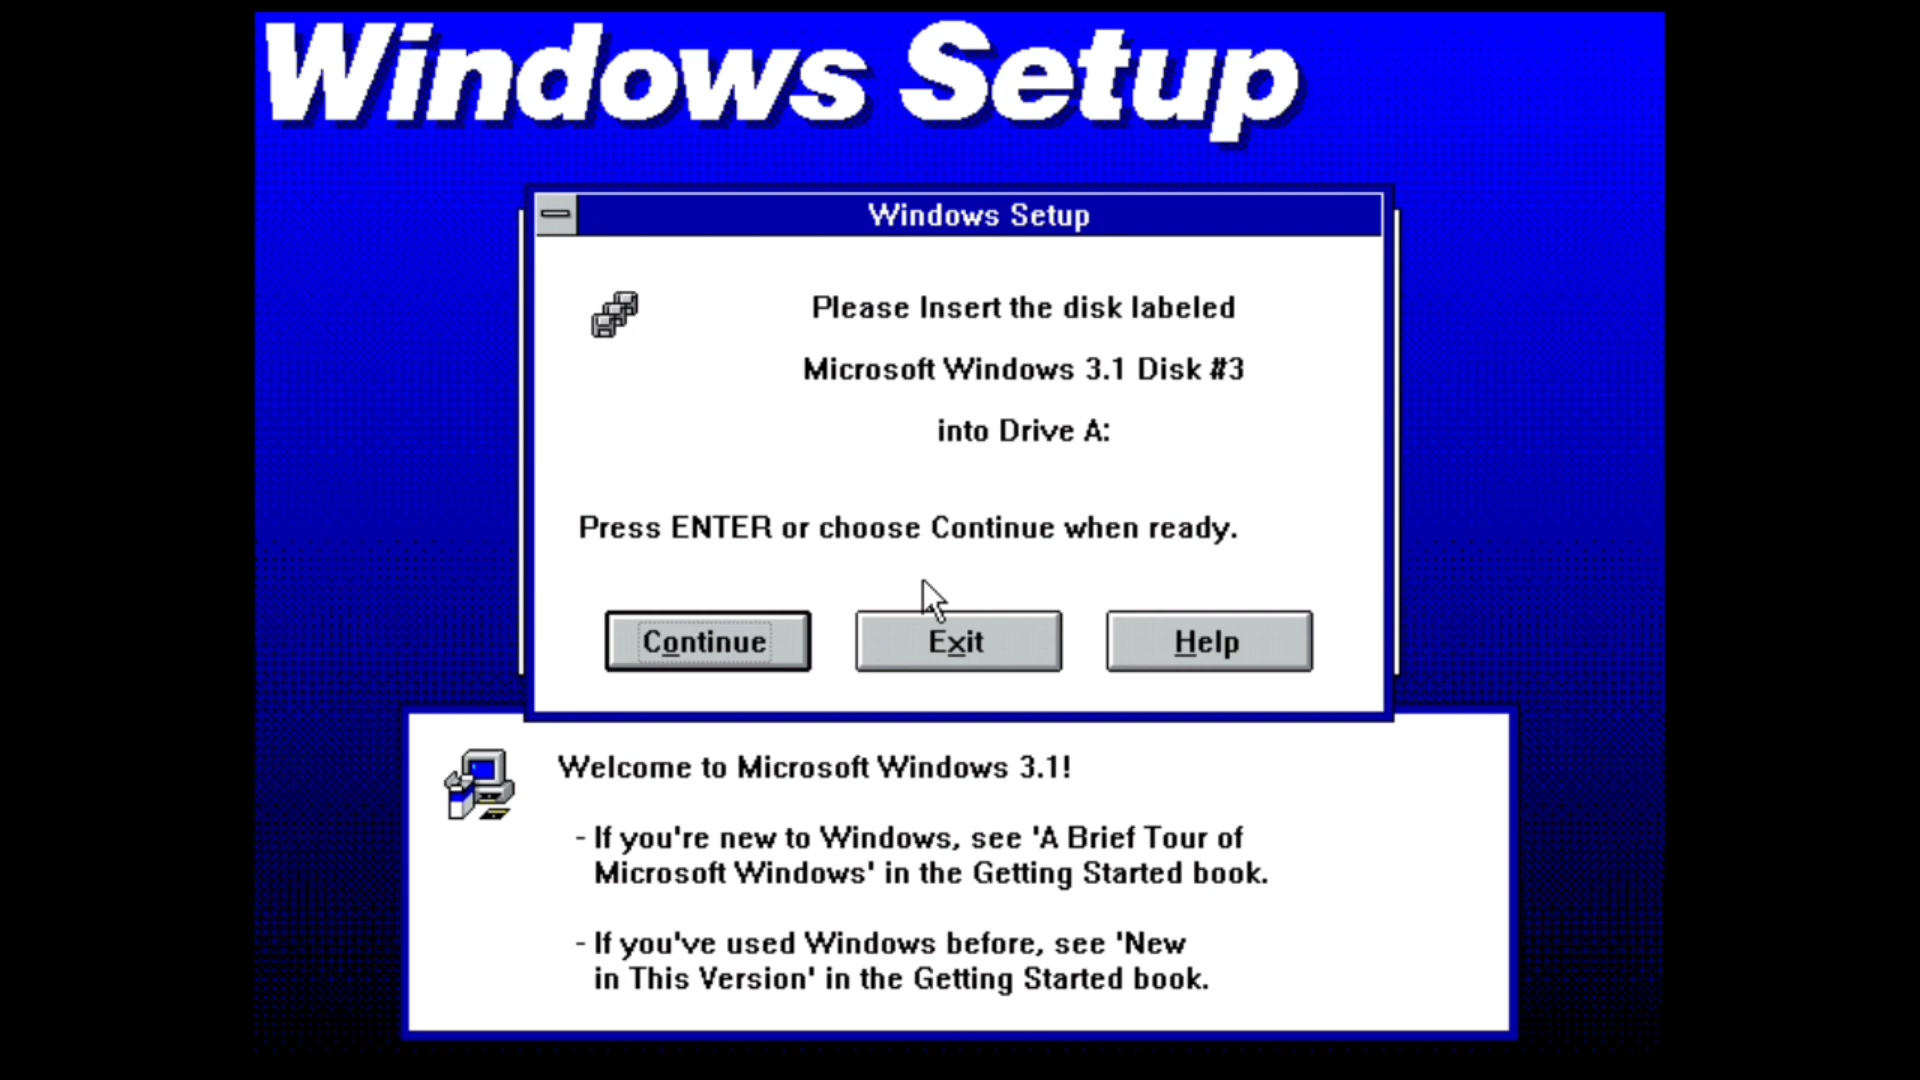 Windows Setup
Windows Setup
Please Insert the disk labeled
Microsoft Windows 3.1 Disk #3
into Drive A:
Press ENTER or choose Continue when ready.
Continue
Exit
Help
Welcome to Microsoft Windows 3.1!
- If you're new to Windows, see 'A Brief Tour of
Microsoft Windows' in the Getting Started book.
- If you've used Windows before, see 'New
in This Version' in the Getting Started book.